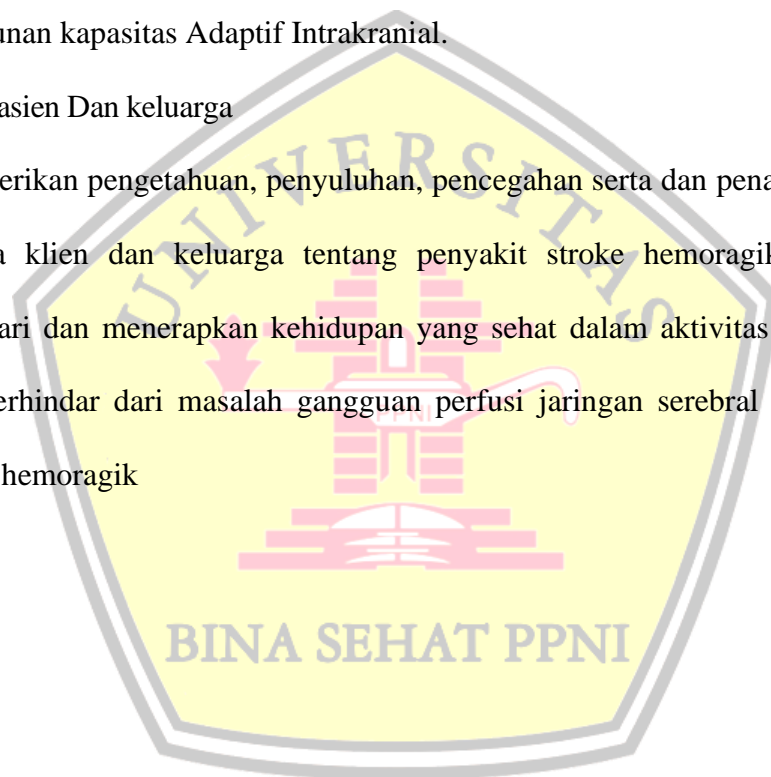 unan kapasitas Adaptif Intrakranial.
asien Dan keluarga
erikan pengetahuan, penyuluhan, pencegahan serta dan pena
a klien dan keluarga tentang penyakit stroke hemoragik
ari dan menerapkan kehidupan yang sehat dalam aktivitas
erhindar dari masalah gangguan perfusi jaringan serebral
hemoragik
UNIVERSITAS
PPNI
BINA SEHAT PPNI